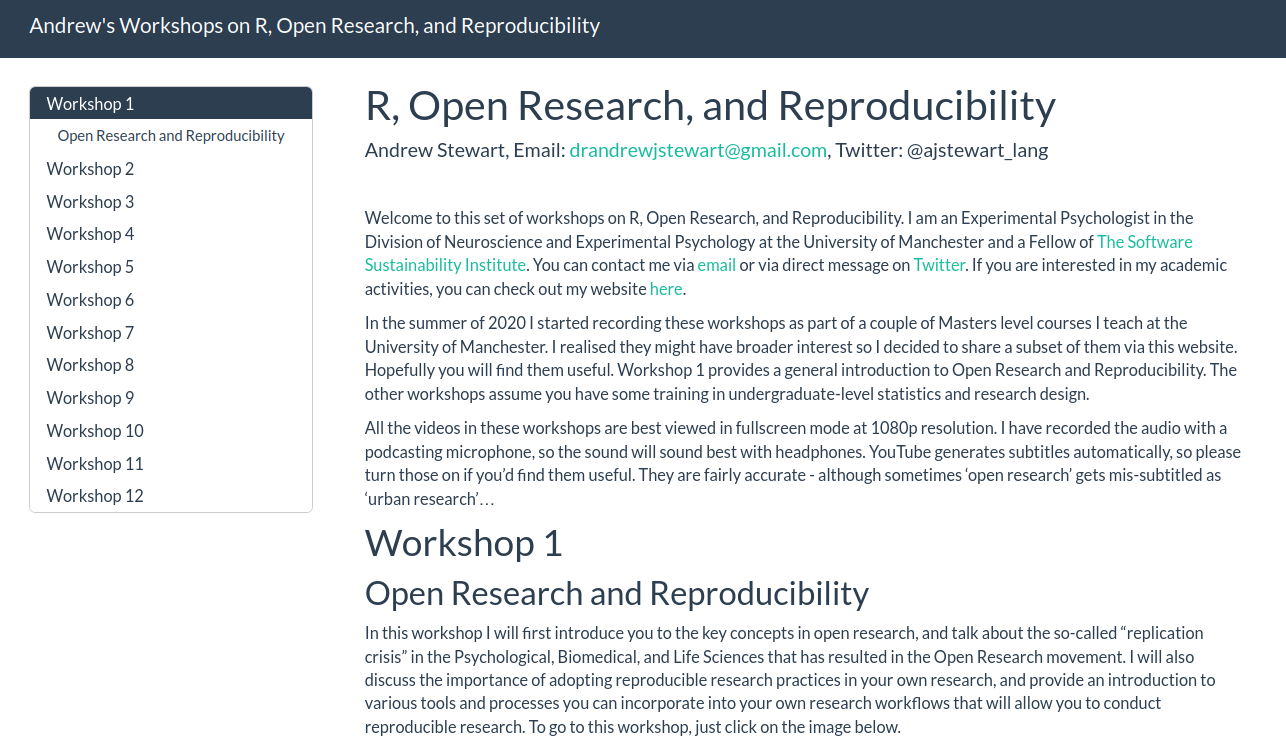 Andrew's Workshops on R, Open Research, and Reproducibility
Workshop 1
Open Research and Reproducibility
Workshop 2
Workshop 3
Workshop 4
Workshop 5
Workshop 6
Workshop 7
Workshop 8
Workshop 9
Workshop 10
Workshop 11
Workshop 12
R, Open Research, and Reproducibility
Andrew Stewart, Email: drandrewjstewart@gmail.com, Twitter: @ajstewart_lang
Welcome to this set of workshops on R, Open Research, and Reproducibility. I am an Experimental Psychologist in the
Division of Neuroscience and Experimental Psychology at the University of Manchester and a Fellow of The Software
Sustainability Institute. You can contact me via email or via direct message on Twitter. If you are interested in my academic
activities, you can check out my website here.
In the summer of 2020 I started recording these workshops as part of a couple of Masters level courses I teach at the
University of Manchester. I realised they might have broader interest so I decided to share a subset of them via this website.
Hopefully you will find them useful. Workshop 1 provides a general introduction to Open Research and Reproducibility. The
other workshops assume you have some training in undergraduate-level statistics and research design.
All the videos in these workshops are best viewed in fullscreen mode at 1080p resolution. I have recorded the audio with a
podcasting microphone, so the sound will sound best with headphones. YouTube generates subtitles automatically, so please
turn those on if you’d find them useful. They are fairly accurate - although sometimes ‘open research’ gets mis-subtitled as
‘urban research’…
Workshop 1
Open Research and Reproducibility
In this workshop I will first introduce you to the key concepts in open research, and talk about the so-called “replication
crisis” in the Psychological, Biomedical, and Life Sciences that has resulted in the Open Research movement. I will also
discuss the importance of adopting reproducible research practices in your own research, and provide an introduction to
various tools and processes you can incorporate into your own research workflows that will allow you to conduct
reproducible research. To go to this workshop, just click on the image below.